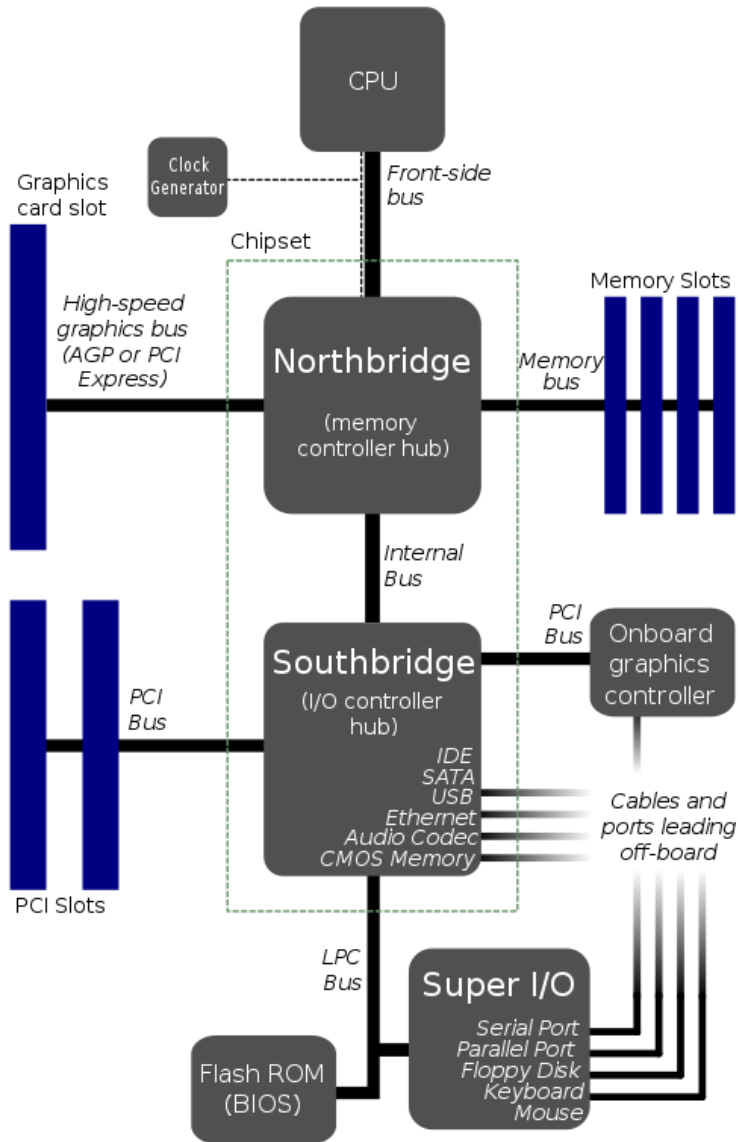 CPU
Clock
Generator
Front-side
bus
Graphics
card slot
Chipset
High-speed
graphics bus
(AGP or PCI
Express)
Northbridge
(memory
controller hub)
Memory
bus
Memory Slots
Internal
Bus
Southbridge
(I/O controller
hub)
PCI
Bus
Onboard
graphics
controller
PCI
Bus
IDE
SATA
USB
Ethernet
Audio Codec
CMOS Memory
Cables and
ports leading
off-board
PCI Slots
LPC
Bus
Super I/O
Serial Port
Parallel Port
Floppy Disk
Keyboard
Mouse
Flash ROM
(BIOS)